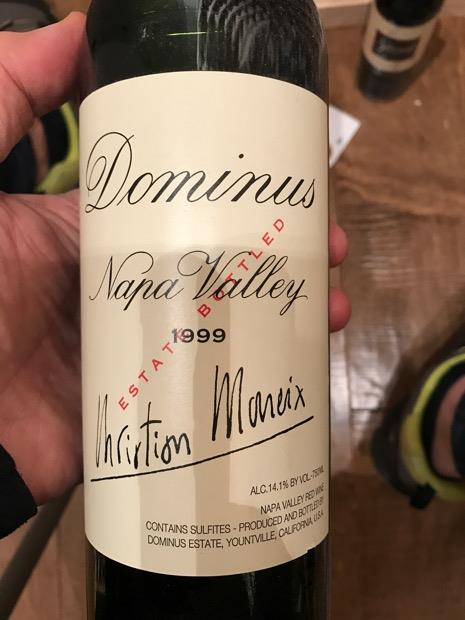 Dominus
Napa Valley
ESTATE BOTTLED
1999
Christian Moueix
ALC.14.1% BY VOL-750ML
NAPA VALLEY RED WINE
CONTAINS SULFITES - PRODUCED AND BOTTLED BY
DOMINUS ESTATE, YOUNTVILLE, CALIFORNIA, U.S.A.